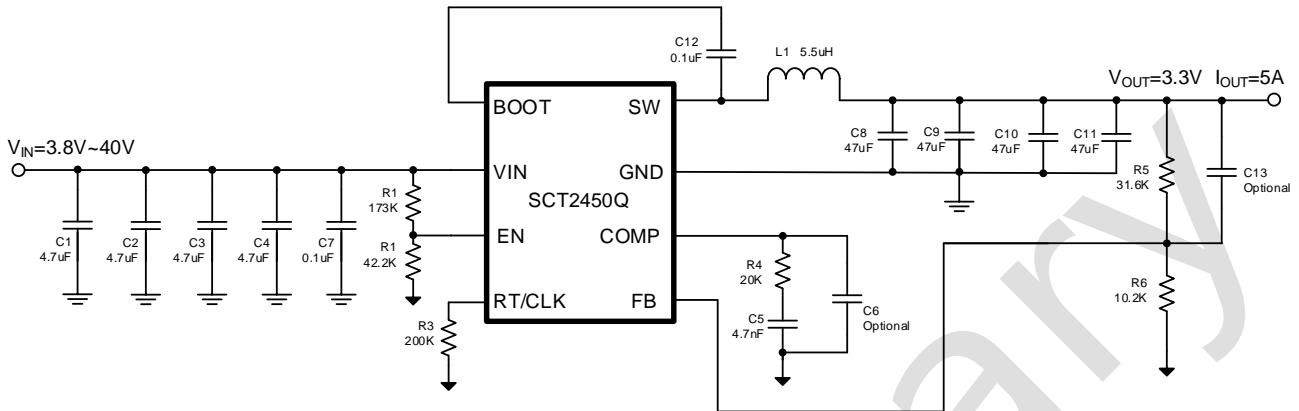 C12
0.1uF
L1 5.5uH
VOUT=3.3V IOUT=5A
BOOT
SW
VIN=3.8V~40V
C8
47uF
C9
47uF
C10
47uF
C11
47uF
R5
31.6K
C13
Optional
VIN
GND
R1
173K
SCT2450Q
C1
4.7uF
C2
4.7uF
C3
4.7uF
C4
4.7uF
C7
0.1uF
EN
COMP
R1
42.2K
R4
20K
R6
10.2K
RT/CLK
FB
C6
Optional
C5
4.7nF
R3
200K
ary